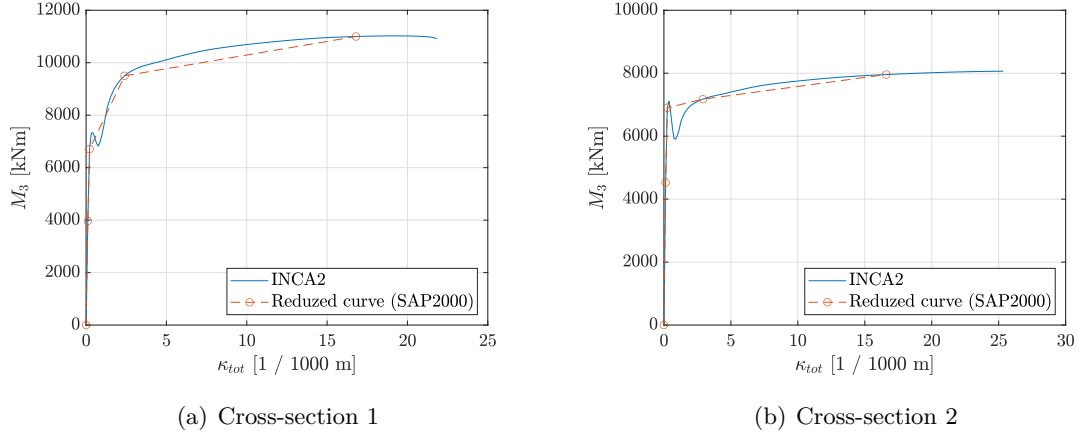 12000
10000
8000
6000
4000
2000
0
M3 [kNm]
0 5 10 15 20 25
κtot [1 / 1000 m]
INCA2
Reduzed curve (SAP2000)
(a) Cross-section 1
10000
8000
6000
4000
2000
0
M3 [kNm]
0 5 10 15 20 25 30
κtot [1 / 1000 m]
INCA2
Reduzed curve (SAP2000)
(b) Cross-section 2